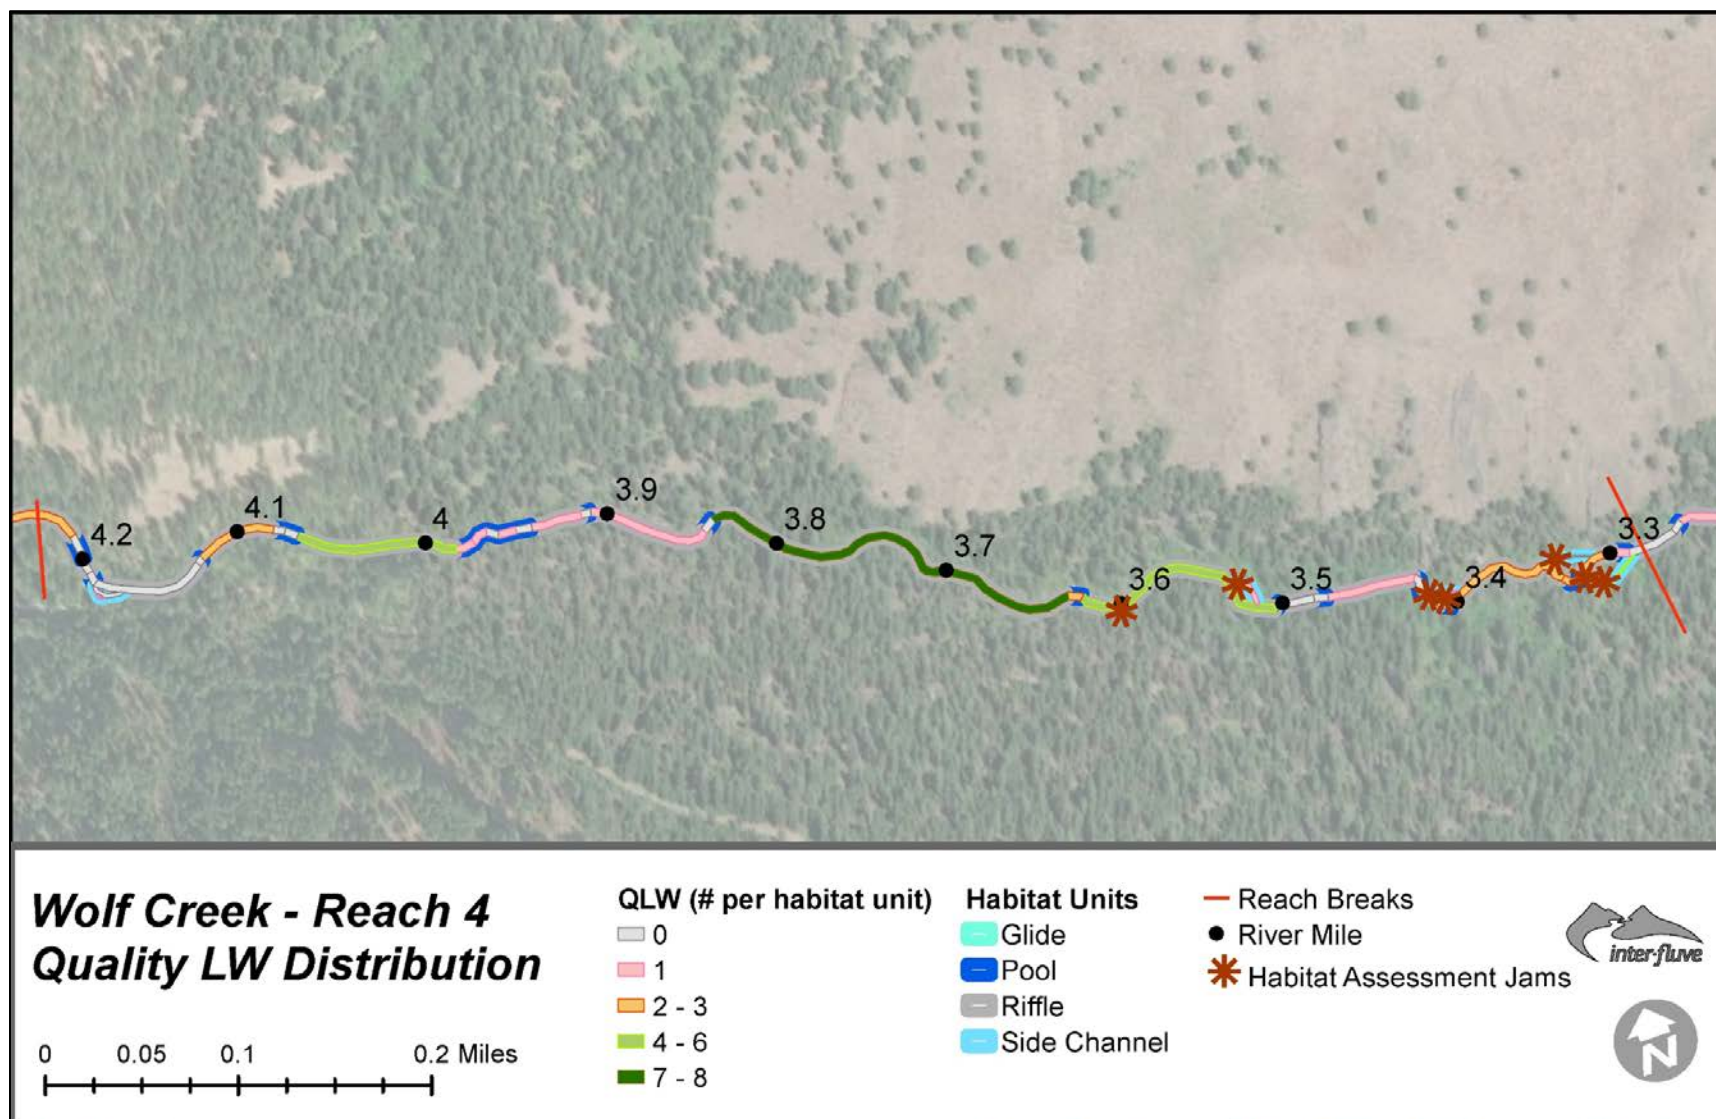 4.2
4.1
4
3.9
3.8
3.7
3.6
3.5
3.4
3.3
Wolf Creek - Reach 4
Quality LW Distribution
0 0.05 0.1 0.2 Miles
QLW (# per habitat unit)
0
1
2 - 3
4 - 6
7 - 8
Habitat Units
Glide
Pool
Riffle
Side Channel
Reach Breaks
River Mile
Habitat Assessment Jams
inter-fluve
N